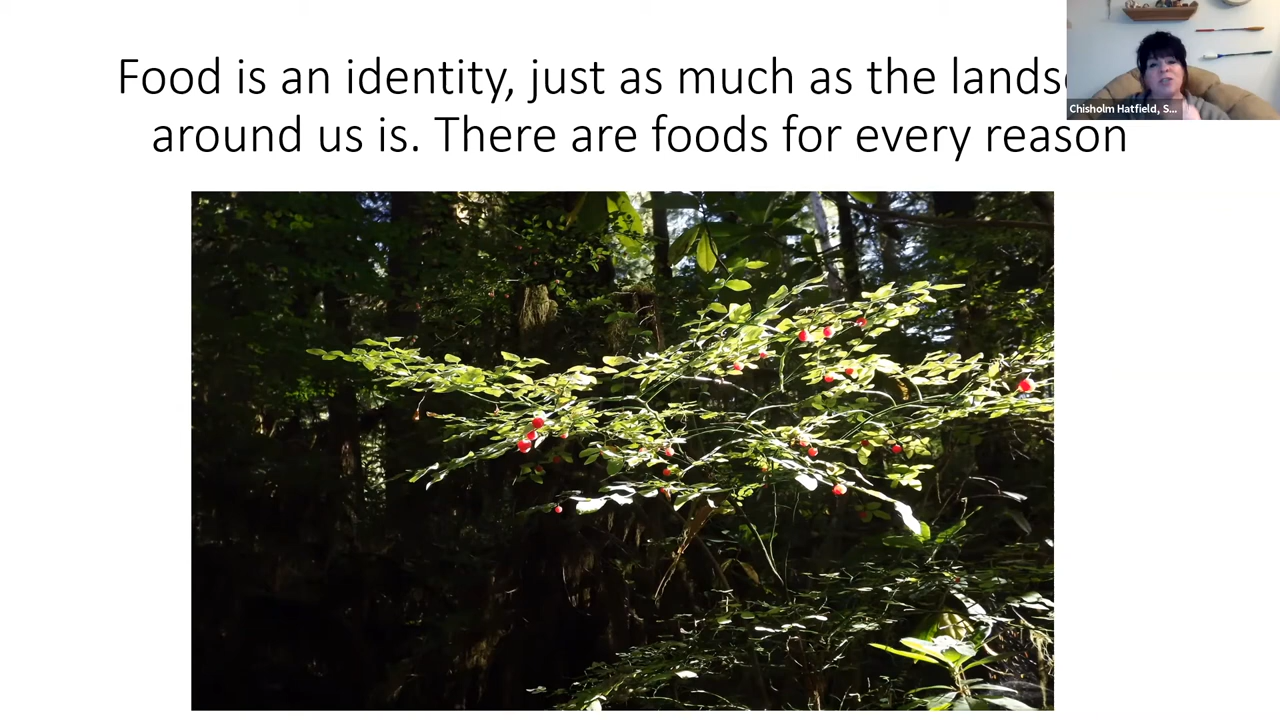 Food is an identity, just as much as the
around us is. There are foods for every reason
Chisholm Hatfield, S...